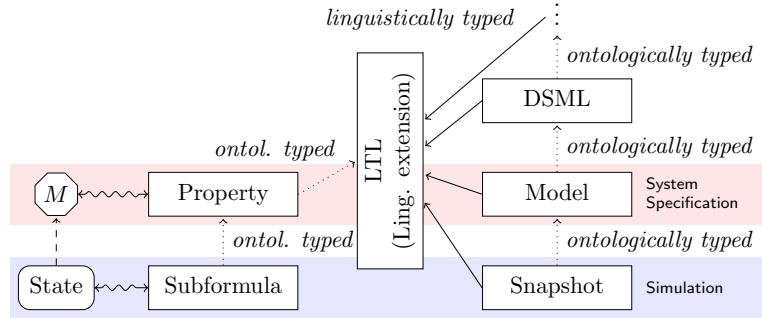 linguistically typed
⋮
ontologically typed
DSML
LTL
(Ling. extension)
ontol. typed
ontologically typed
M
Property
Model
System
Specification
ontol. typed
ontologically typed
State
Subformula
Snapshot
Simulation